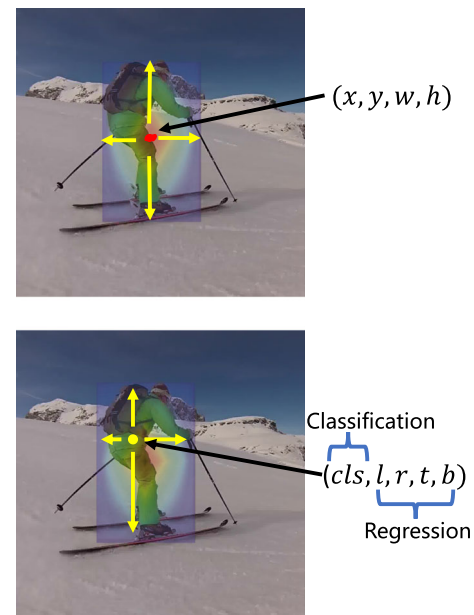 (x, y, w, h)
Classification
(cls, l, r, t, b)
Regression